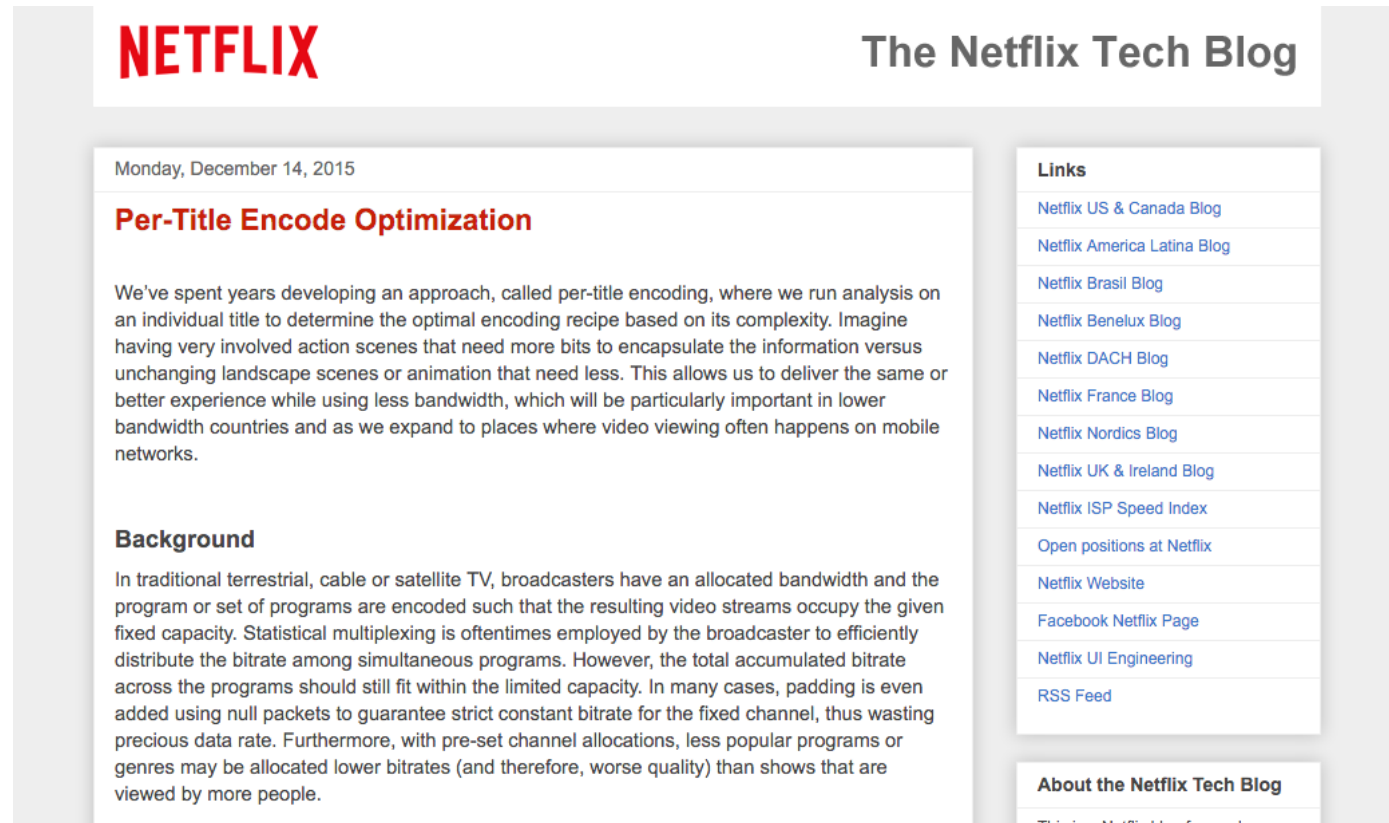 NETFLIX
The Netflix Tech Blog
Monday, December 14, 2015
Per-Title Encode Optimization
We've spent years developing an approach, called per-title encoding, where we run analysis on
an individual title to determine the optimal encoding recipe based on its complexity. Imagine
having very involved action scenes that need more bits to encapsulate the information versus
unchanging landscape scenes or animation that need less. This allows us to deliver the same or
better experience while using less bandwidth, which will be particularly important in lower
bandwidth countries and as we expand to places where video viewing often happens on mobile
networks.
Background
In traditional terrestrial, cable or satellite TV, broadcasters have an allocated bandwidth and the
program or set of programs are encoded such that the resulting video streams occupy the given
fixed capacity. Statistical multiplexing is oftentimes employed by the broadcaster to efficiently
distribute the bitrate among simultaneous programs. However, the total accumulated bitrate
across the programs should still fit within the limited capacity. In many cases, padding is even
added using null packets to guarantee strict constant bitrate for the fixed channel, thus wasting
precious data rate. Furthermore, with pre-set channel allocations, less popular programs or
genres may be allocated lower bitrates (and therefore, worse quality) than shows that are
viewed by more people.
Links
Netflix US & Canada Blog
Netflix America Latina Blog
Netflix Brasil Blog
Netflix Benelux Blog
Netflix DACH Blog
Netflix France Blog
Netflix Nordics Blog
Netflix UK & Ireland Blog
Netflix ISP Speed Index
Open positions at Netflix
Netflix Website
Facebook Netflix Page
Netflix UI Engineering
RSS Feed
About the Netflix Tech Blog